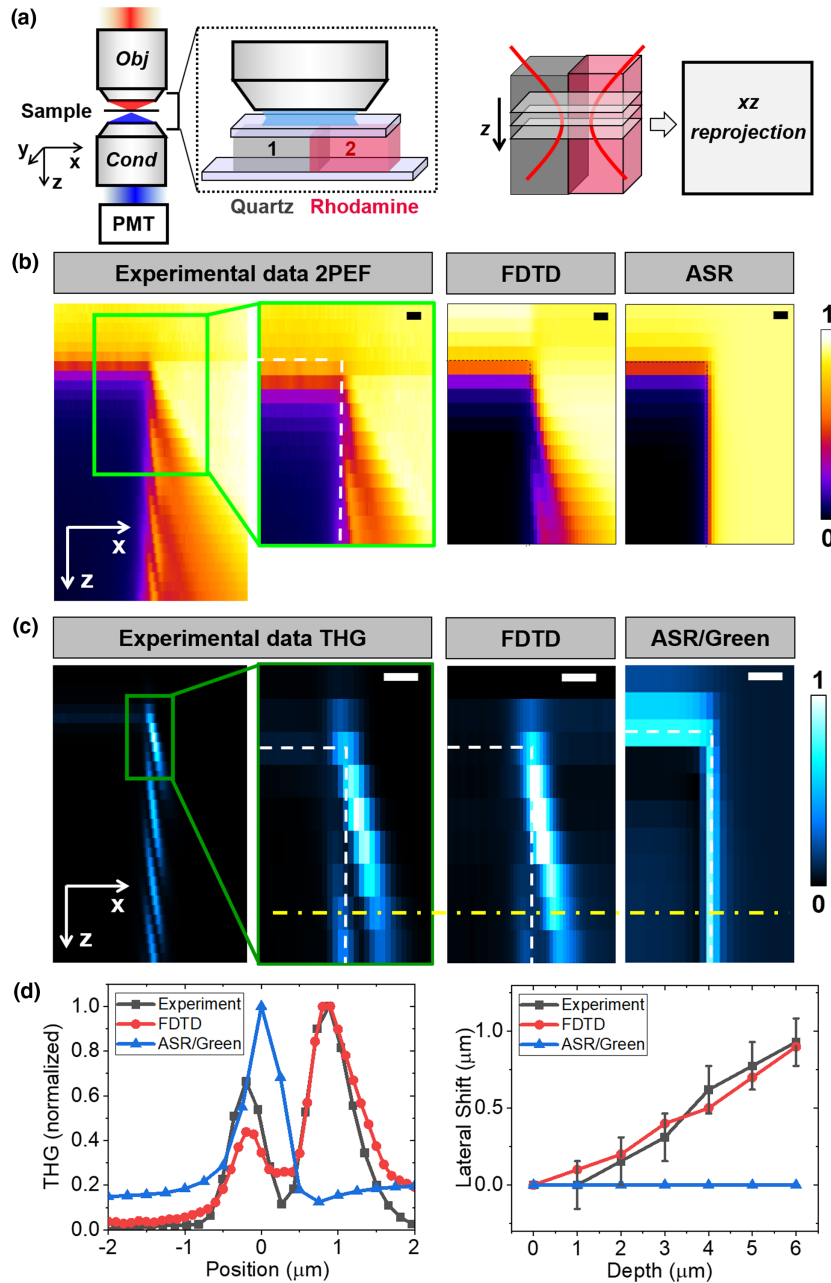 (a)
Obj
Sample
y
x
z
Cond
PMT
1
2
Quartz
Rhodamine
z
xz
reprojection
(b)
Experimental data 2PEF
FDTD
ASR
1
0
x
z
(c)
Experimental data THG
FDTD
ASR/Green
1
0
x
z
(d)
Experiment
FDTD
ASR/Green
THG (normalized)
1.0
0.8
0.6
0.4
0.2
0.0
-2
-1
0
1
2
Position (μm)
Experiment
FDTD
ASR/Green
Lateral Shift (μm)
1.0
0.5
0.0
0
1
2
3
4
5
6
Depth (μm)